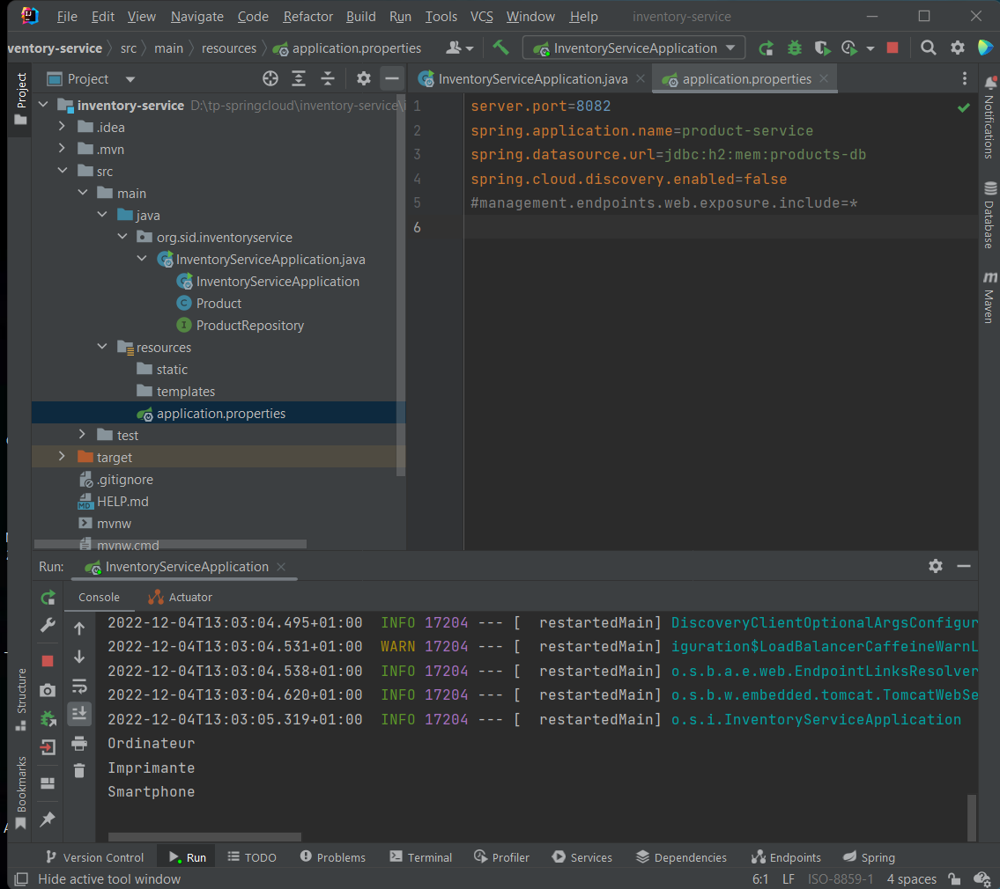 File Edit View Navigate Code Refactor Build Run Tools VCS Window Help inventory-service
ventory-service src main resources application.properties InventoryServiceApplication
Project
Project
InventoryServiceApplication.java
application.properties
inventory-service D:\tp-springcloud\inventory-service\i
.idea
.mvn
src
main
java
org.sid.inventoryservice
InventoryServiceApplication.java
InventoryServiceApplication
Product
ProductRepository
resources
static
templates
application.properties
test
target
.gitignore
HELP.md
mvnw
mvnw.cmd
1 server.port=8082
2 spring.application.name=product-service
3 spring.datasource.url=jdbc:h2:mem:products-db
4 spring.cloud.discovery.enabled=false
5 #management.endpoints.web.exposure.include=*
6
Notifications
Database
Maven
Run: InventoryServiceApplication
Console Actuator
2022-12-04T13:03:04.495+01:00 INFO 17204 --- [ restartedMain] DiscoveryClientOptionalArgsConfigur
2022-12-04T13:03:04.531+01:00 WARN 17204 --- [ restartedMain] iguration$LoadBalancerCaffeineWarnL
2022-12-04T13:03:04.538+01:00 INFO 17204 --- [ restartedMain] o.s.b.a.e.web.EndpointLinksResolver
2022-12-04T13:03:04.620+01:00 INFO 17204 --- [ restartedMain] o.s.b.w.embedded.tomcat.TomcatWebSe
2022-12-04T13:03:05.319+01:00 INFO 17204 --- [ restartedMain] o.s.i.InventoryServiceApplication
Ordinateur
Imprimante
Smartphone
Structure
Bookmarks
Version Control Run TODO Problems Terminal Profiler Services Dependencies Endpoints Spring
Hide active tool window 6:1 LF ISO-8859-1 4 spaces